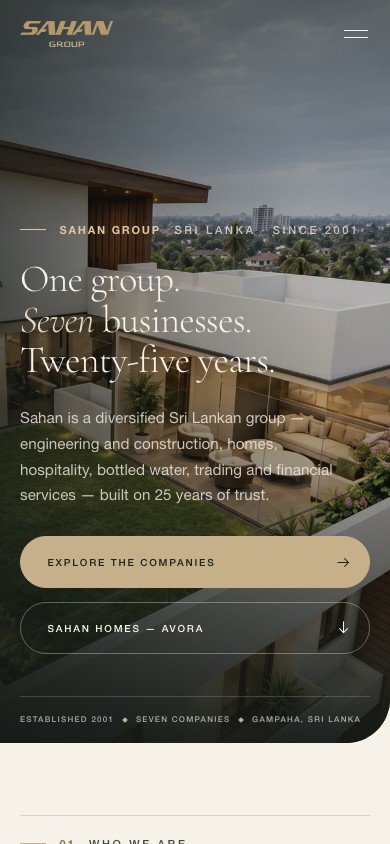 SAHAN
GROUP
SAHAN GROUP SRI LANKA SINCE 2001
One group.
Seven businesses.
Twenty-five years.
Sahan is a diversified Sri Lankan group —
engineering and construction, homes,
hospitality, bottled water, trading and financial
services — built on 25 years of trust.
EXPLORE THE COMPANIES →
SAHAN HOMES — AVORA ↓
ESTABLISHED 2001 ◆ SEVEN COMPANIES ◆ GAMPAHA, SRI LANKA
01 WHO WE ARE